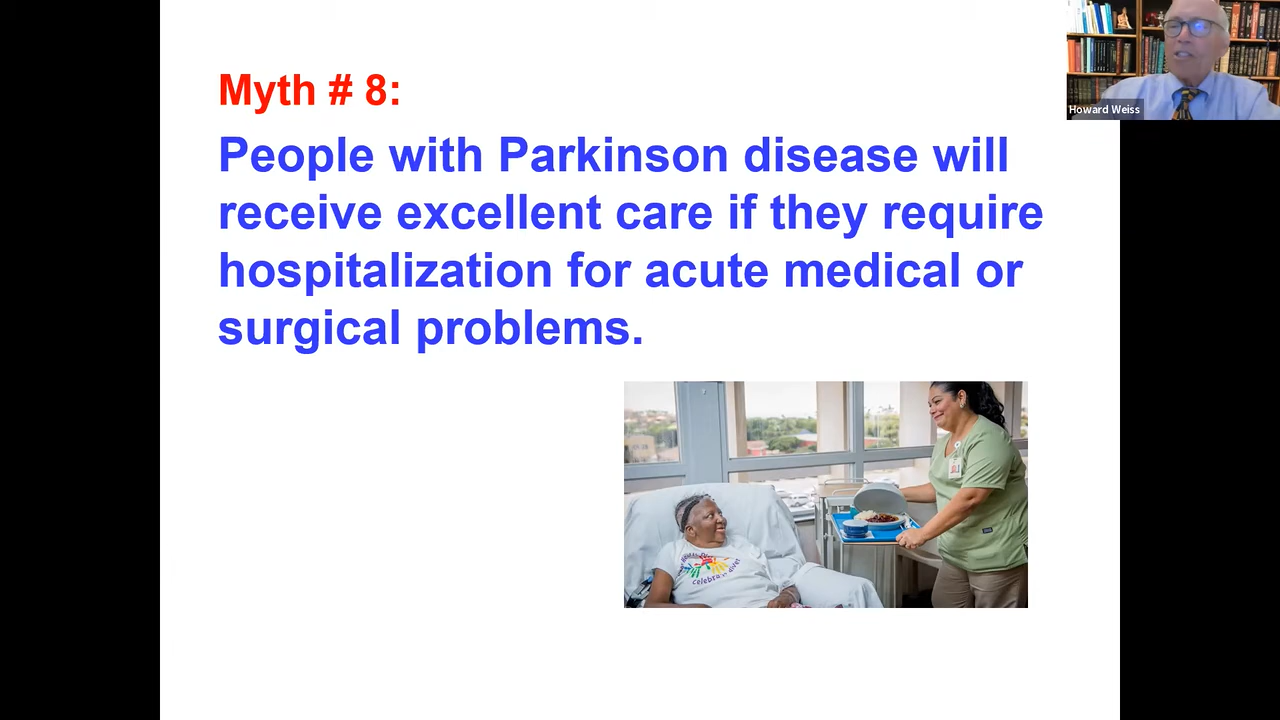 Myth # 8:
People with Parkinson disease will
receive excellent care if they require
hospitalization for acute medical or
surgical problems.
Howard Weiss